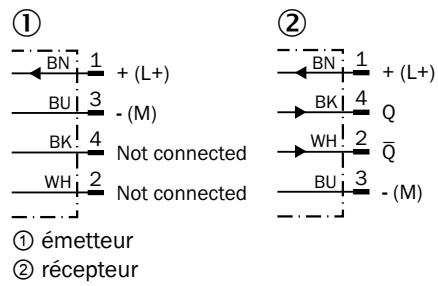 ① ②
BN 1 + (L+)
BU 3 - (M)
BK 4 Not connected
WH 2 Not connected
BN 1 + (L+)
BK 4 Q
WH 2 Q̅
BU 3 - (M)
① émetteur
② récepteur